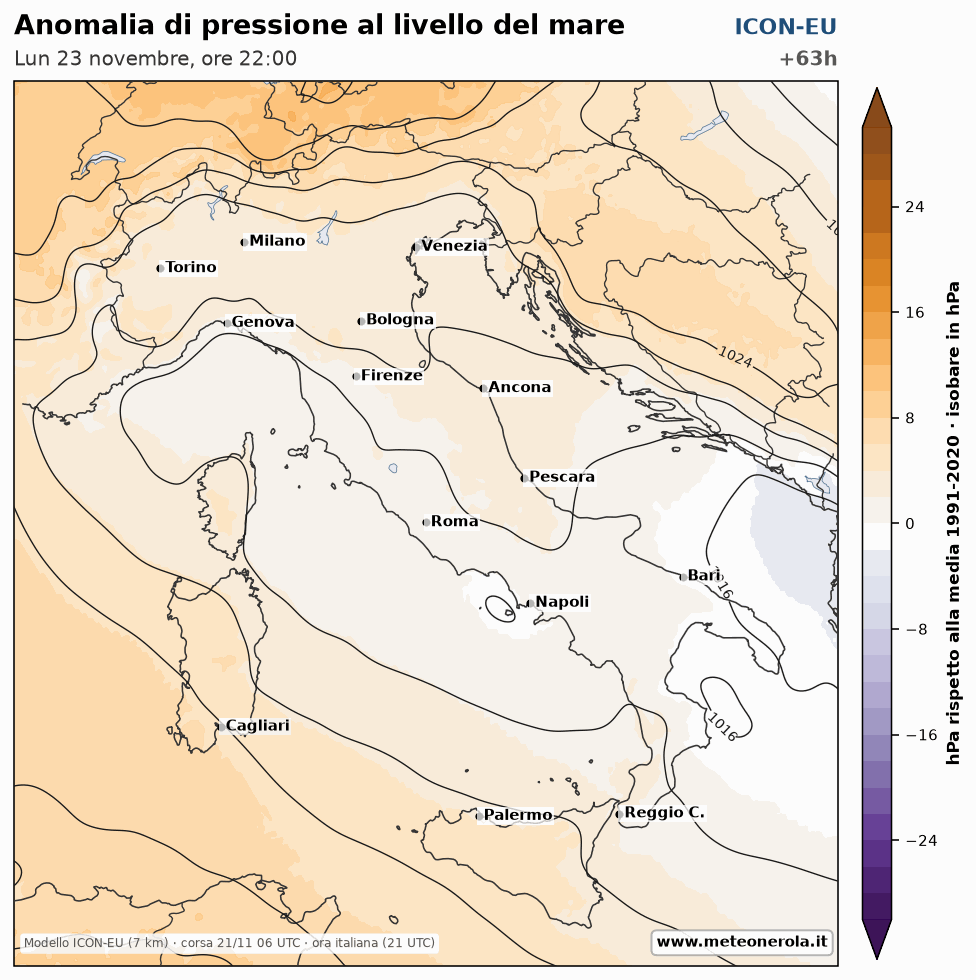 Anomalia di pressione al livello del mare
ICON-EU
Lun 23 novembre, ore 22:00
+63h
Milano
Venezia
Torino
Genova
Bologna
1024
Firenze
Ancona
Pescara
Roma
Bari
Napoli
1016
Cagliari
Palermo
Reggio C.
24
16
8
0
−8
−16
−24
hPa rispetto alla media 1991-2020 · isobare in hPa
Modello ICON-EU (7 km) · corsa 21/11 06 UTC · ora italiana (21 UTC)
www.meteonerola.it